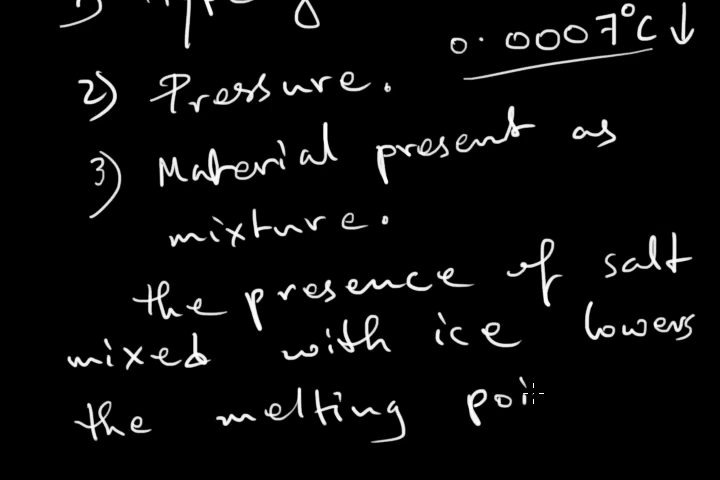 0.0007°C ↓
2) Pressure.
3) Material present as
mixture.
the presence of salt
mixed with ice lowers
the melting poi